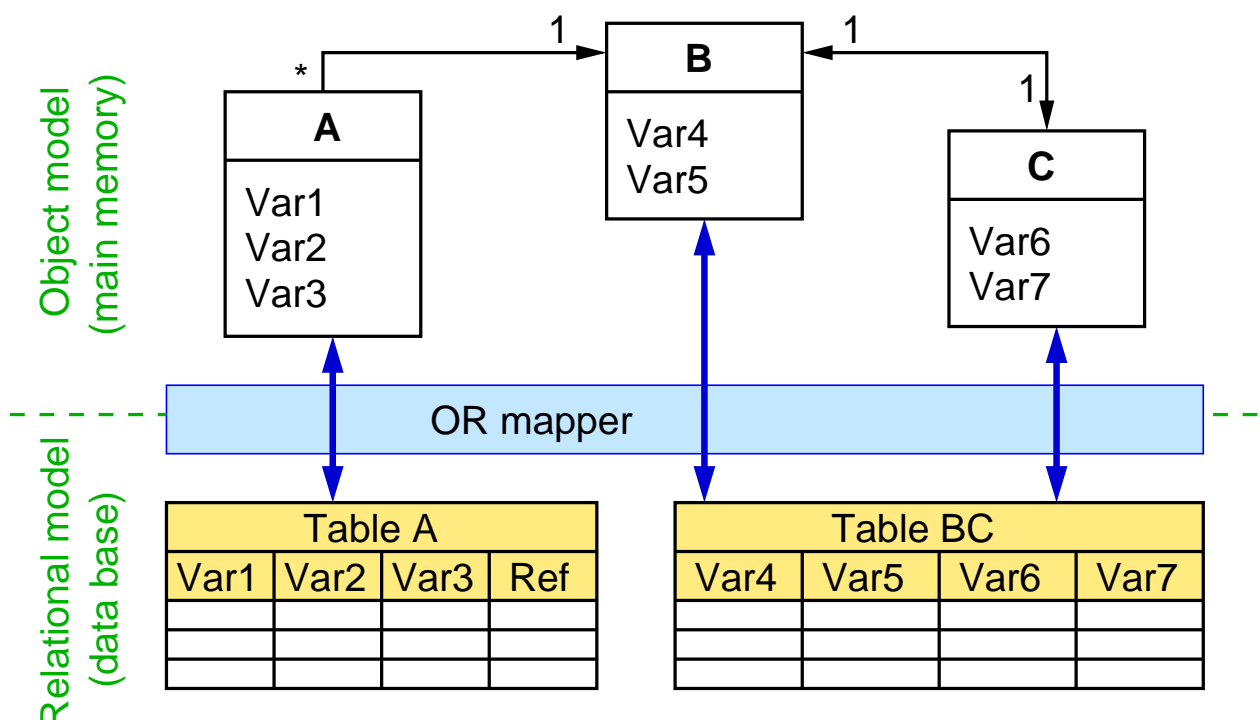 Object model
(main memory)
1
*
A
Var1
Var2
Var3
B
Var4
Var5
1
1
C
Var6
Var7
OR mapper
Relational model
(data base)
Table A
Var1 Var2 Var3 Ref
Table BC
Var4 Var5 Var6 Var7